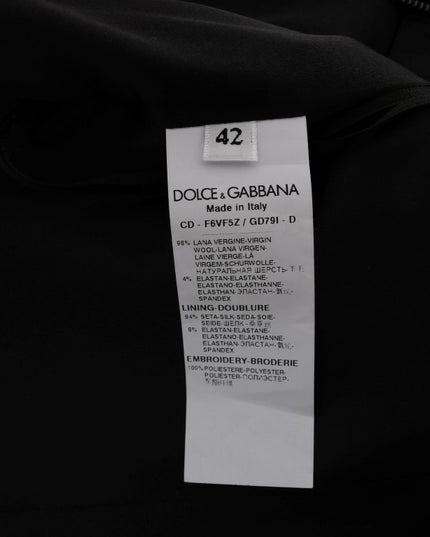 42
DOLCE & GABBANA
Made in Italy
CD - F6VF5Z / GD79I - D
96% LANA VERGINE-VIRGIN
WOOL-LANA VIRGEN-
LAINE VIERGE-LÃ
VIRGEM-SCHURWOLLE-
НАТУРАЛЬНАЯ ШЕРСТЬ-
4% ELASTAN-ELASTANE-
ELASTANO-ELASTHANNE-
ELASTHAN-ЭЛАСТАН-
SPANDEX
LINING-DOUBLURE
94% SETA-SILK-SEDA-SOIE-
SEIDE-ШЕЛК-
6% ELASTAN-ELASTANE-
ELASTANO-ELASTHANNE-
ELASTHAN-ЭЛАСТАН-
SPANDEX
EMBROIDERY-BRODERIE
100% POLIESTERE-POLYESTER-
POLIESTER-ПОЛИЭСТЕР-